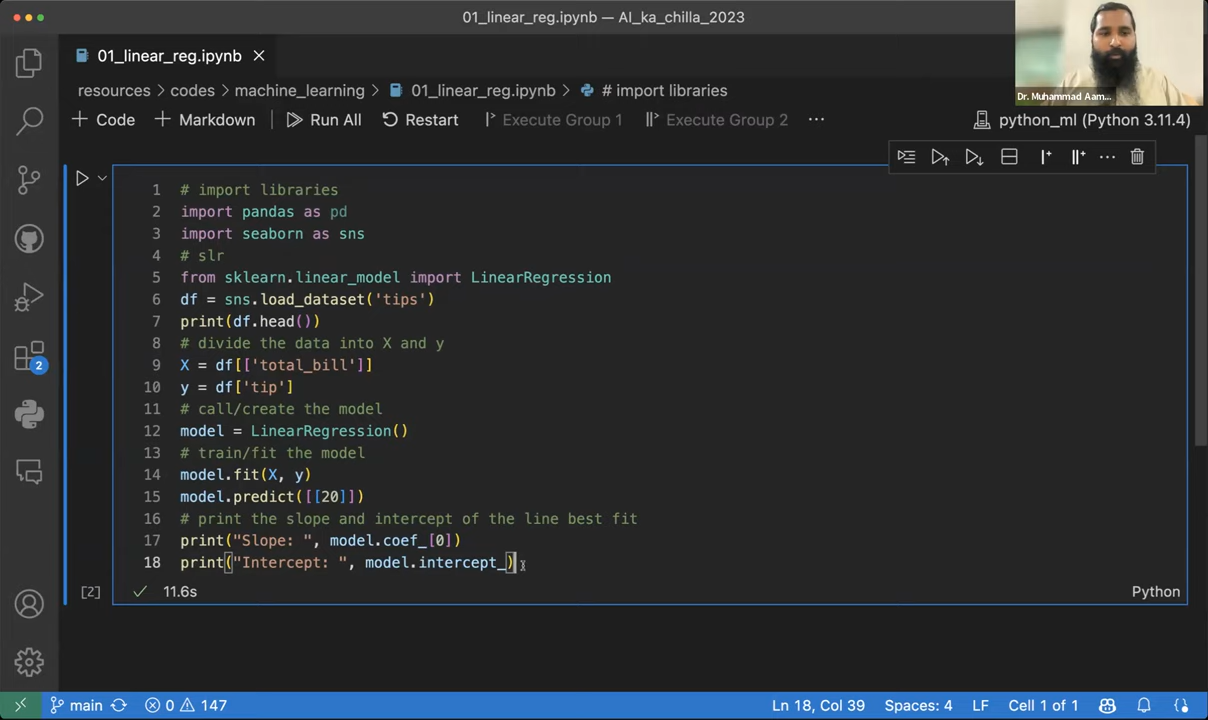 01_linear_reg.ipynb — AI_ka_chilla_2023
01_linear_reg.ipynb
resources > codes > machine_learning > 01_linear_reg.ipynb > # import libraries
Dr. Muhammad Aam...
Code Markdown Run All Restart Execute Group 1 Execute Group 2 ... python_ml (Python 3.11.4)
1 # import libraries
2 import pandas as pd
3 import seaborn as sns
4 # slr
5 from sklearn.linear_model import LinearRegression
6 df = sns.load_dataset('tips')
7 print(df.head())
8 # divide the data into X and y
9 X = df[['total_bill']]
10 y = df['tip']
11 # call/create the model
12 model = LinearRegression()
13 # train/fit the model
14 model.fit(X, y)
15 model.predict([[20]])
16 # print the slope and intercept of the line best fit
17 print("Slope: ", model.coef_[0])
18 print("Intercept: ", model.intercept_)
2
[2] 11.6s Python
main 0 147 Ln 18, Col 39 Spaces: 4 LF Cell 1 of 1